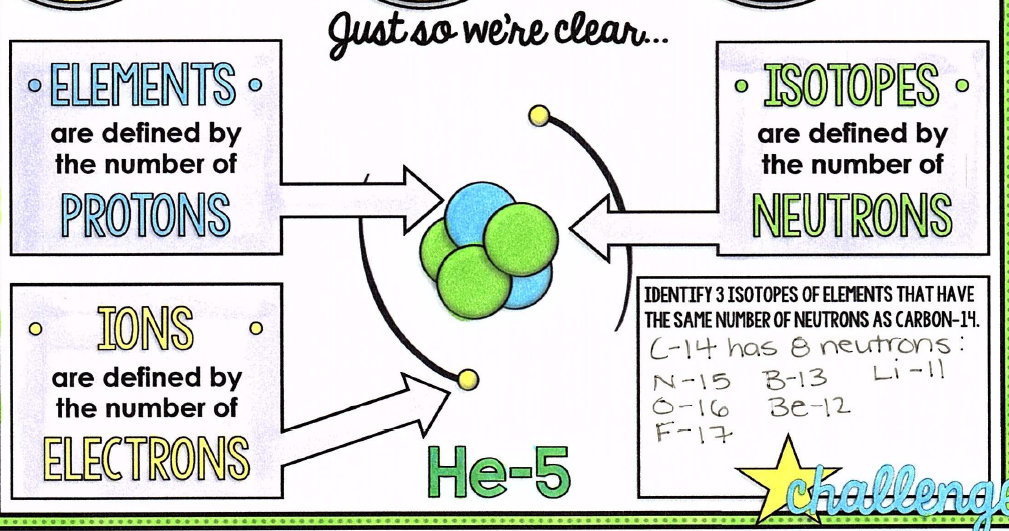 Just so we're clear...
• ELEMENTS •
are defined by
the number of
PROTONS
• ISOTOPES •
are defined by
the number of
NEUTRONS
• IONS •
are defined by
the number of
ELECTRONS
He-5
IDENTIFY 3 ISOTOPES OF ELEMENTS THAT HAVE
THE SAME NUMBER OF NEUTRONS AS CARBON-14.
C-14 has 8 neutrons:
N-15 B-13 Li-11
O-16 Be-12
F-17
challenge